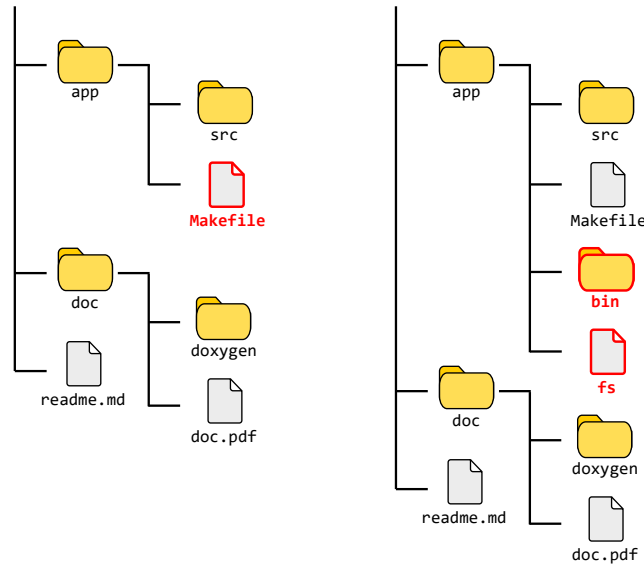 app
src
Makefile
doc
doxygen
readme.md
doc.pdf
app
src
Makefile
bin
fs
doc
doxygen
readme.md
doc.pdf